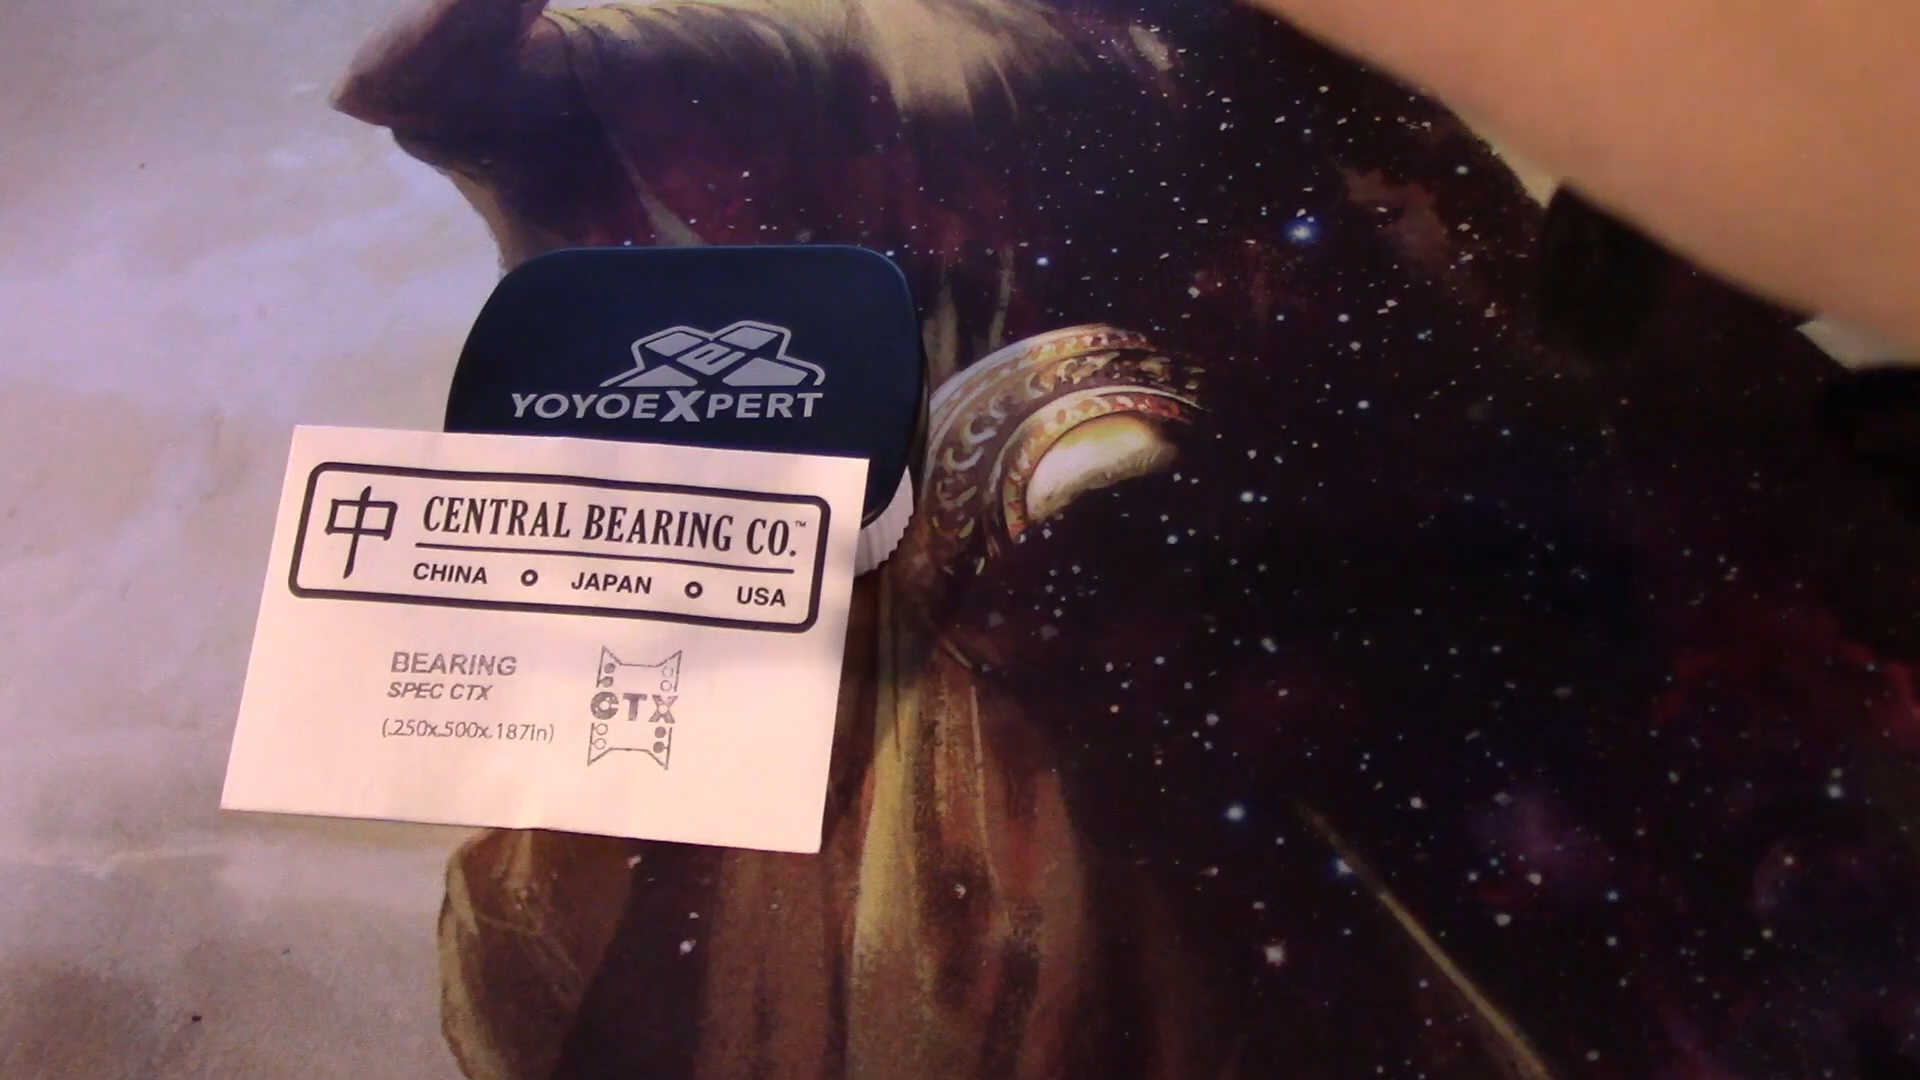 YOYOEXPERT
中 CENTRAL BEARING CO.™
CHINA o JAPAN o USA
BEARING
SPEC CTX
(.250x.500x.187in)
CTX